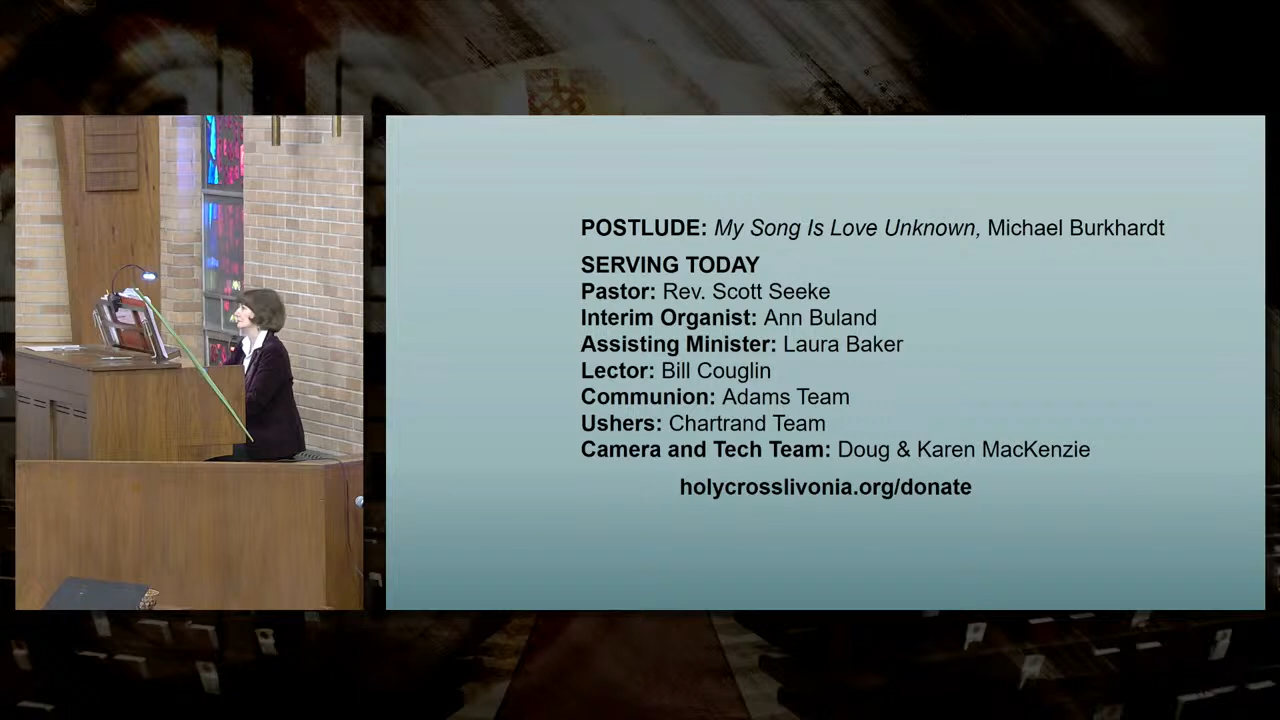 POSTLUDE: My Song Is Love Unknown, Michael Burkhardt
SERVING TODAY
Pastor: Rev. Scott Seeke
Interim Organist: Ann Buland
Assisting Minister: Laura Baker
Lector: Bill Couglin
Communion: Adams Team
Ushers: Chartrand Team
Camera and Tech Team: Doug & Karen MacKenzie
holycrosslivonia.org/donate